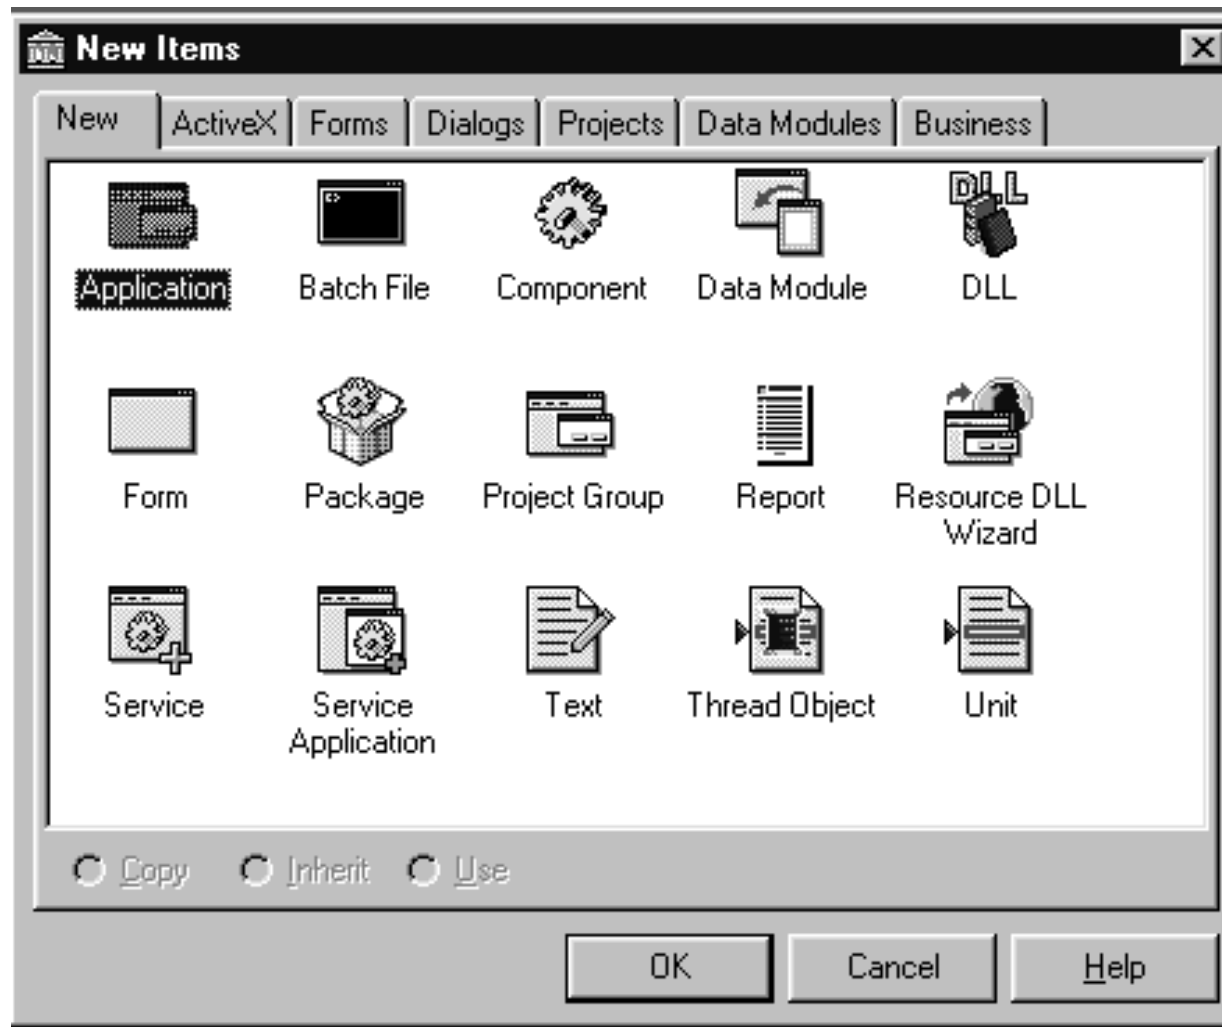 New Items
New ActiveX Forms Dialogs Projects Data Modules Business
Application Batch File Component Data Module DLL
Form Package Project Group Report Resource DLL
Wizard
Service Service Text Thread Object Unit
Application
Copy Inherit Use
OK Cancel Help